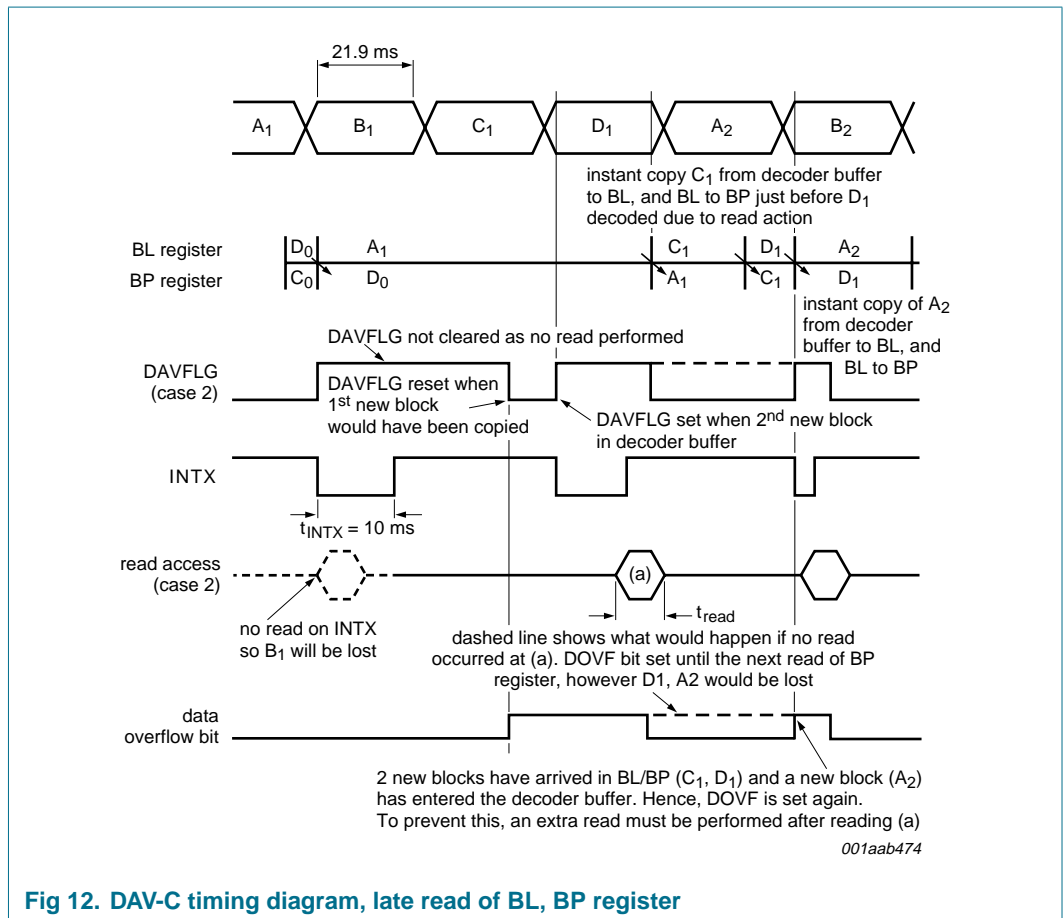 21.9 ms
A1 B1 C1 D1 A2 B2
instant copy C1 from decoder buffer
to BL, and BL to BP just before D1
decoded due to read action
BL register D0 A1 C1 D1 A2
BP register C0 D0 A1 C1 D1
instant copy of A2
from decoder
buffer to BL, and
BL to BP
DAVFLG not cleared as no read performed
DAVFLG
(case 2)
DAVFLG reset when
1st new block
would have been copied
DAVFLG set when 2nd new block
in decoder buffer
INTX
tINTX = 10 ms
read access
(case 2)
(a)
tread
no read on INTX
so B1 will be lost
dashed line shows what would happen if no read
occurred at (a). DOVF bit set until the next read of BP
register, however D1, A2 would be lost
data
overflow bit
2 new blocks have arrived in BL/BP (C1, D1) and a new block (A2)
has entered the decoder buffer. Hence, DOVF is set again.
To prevent this, an extra read must be performed after reading (a)
001aab474
Fig 12. DAV-C timing diagram, late read of BL, BP register